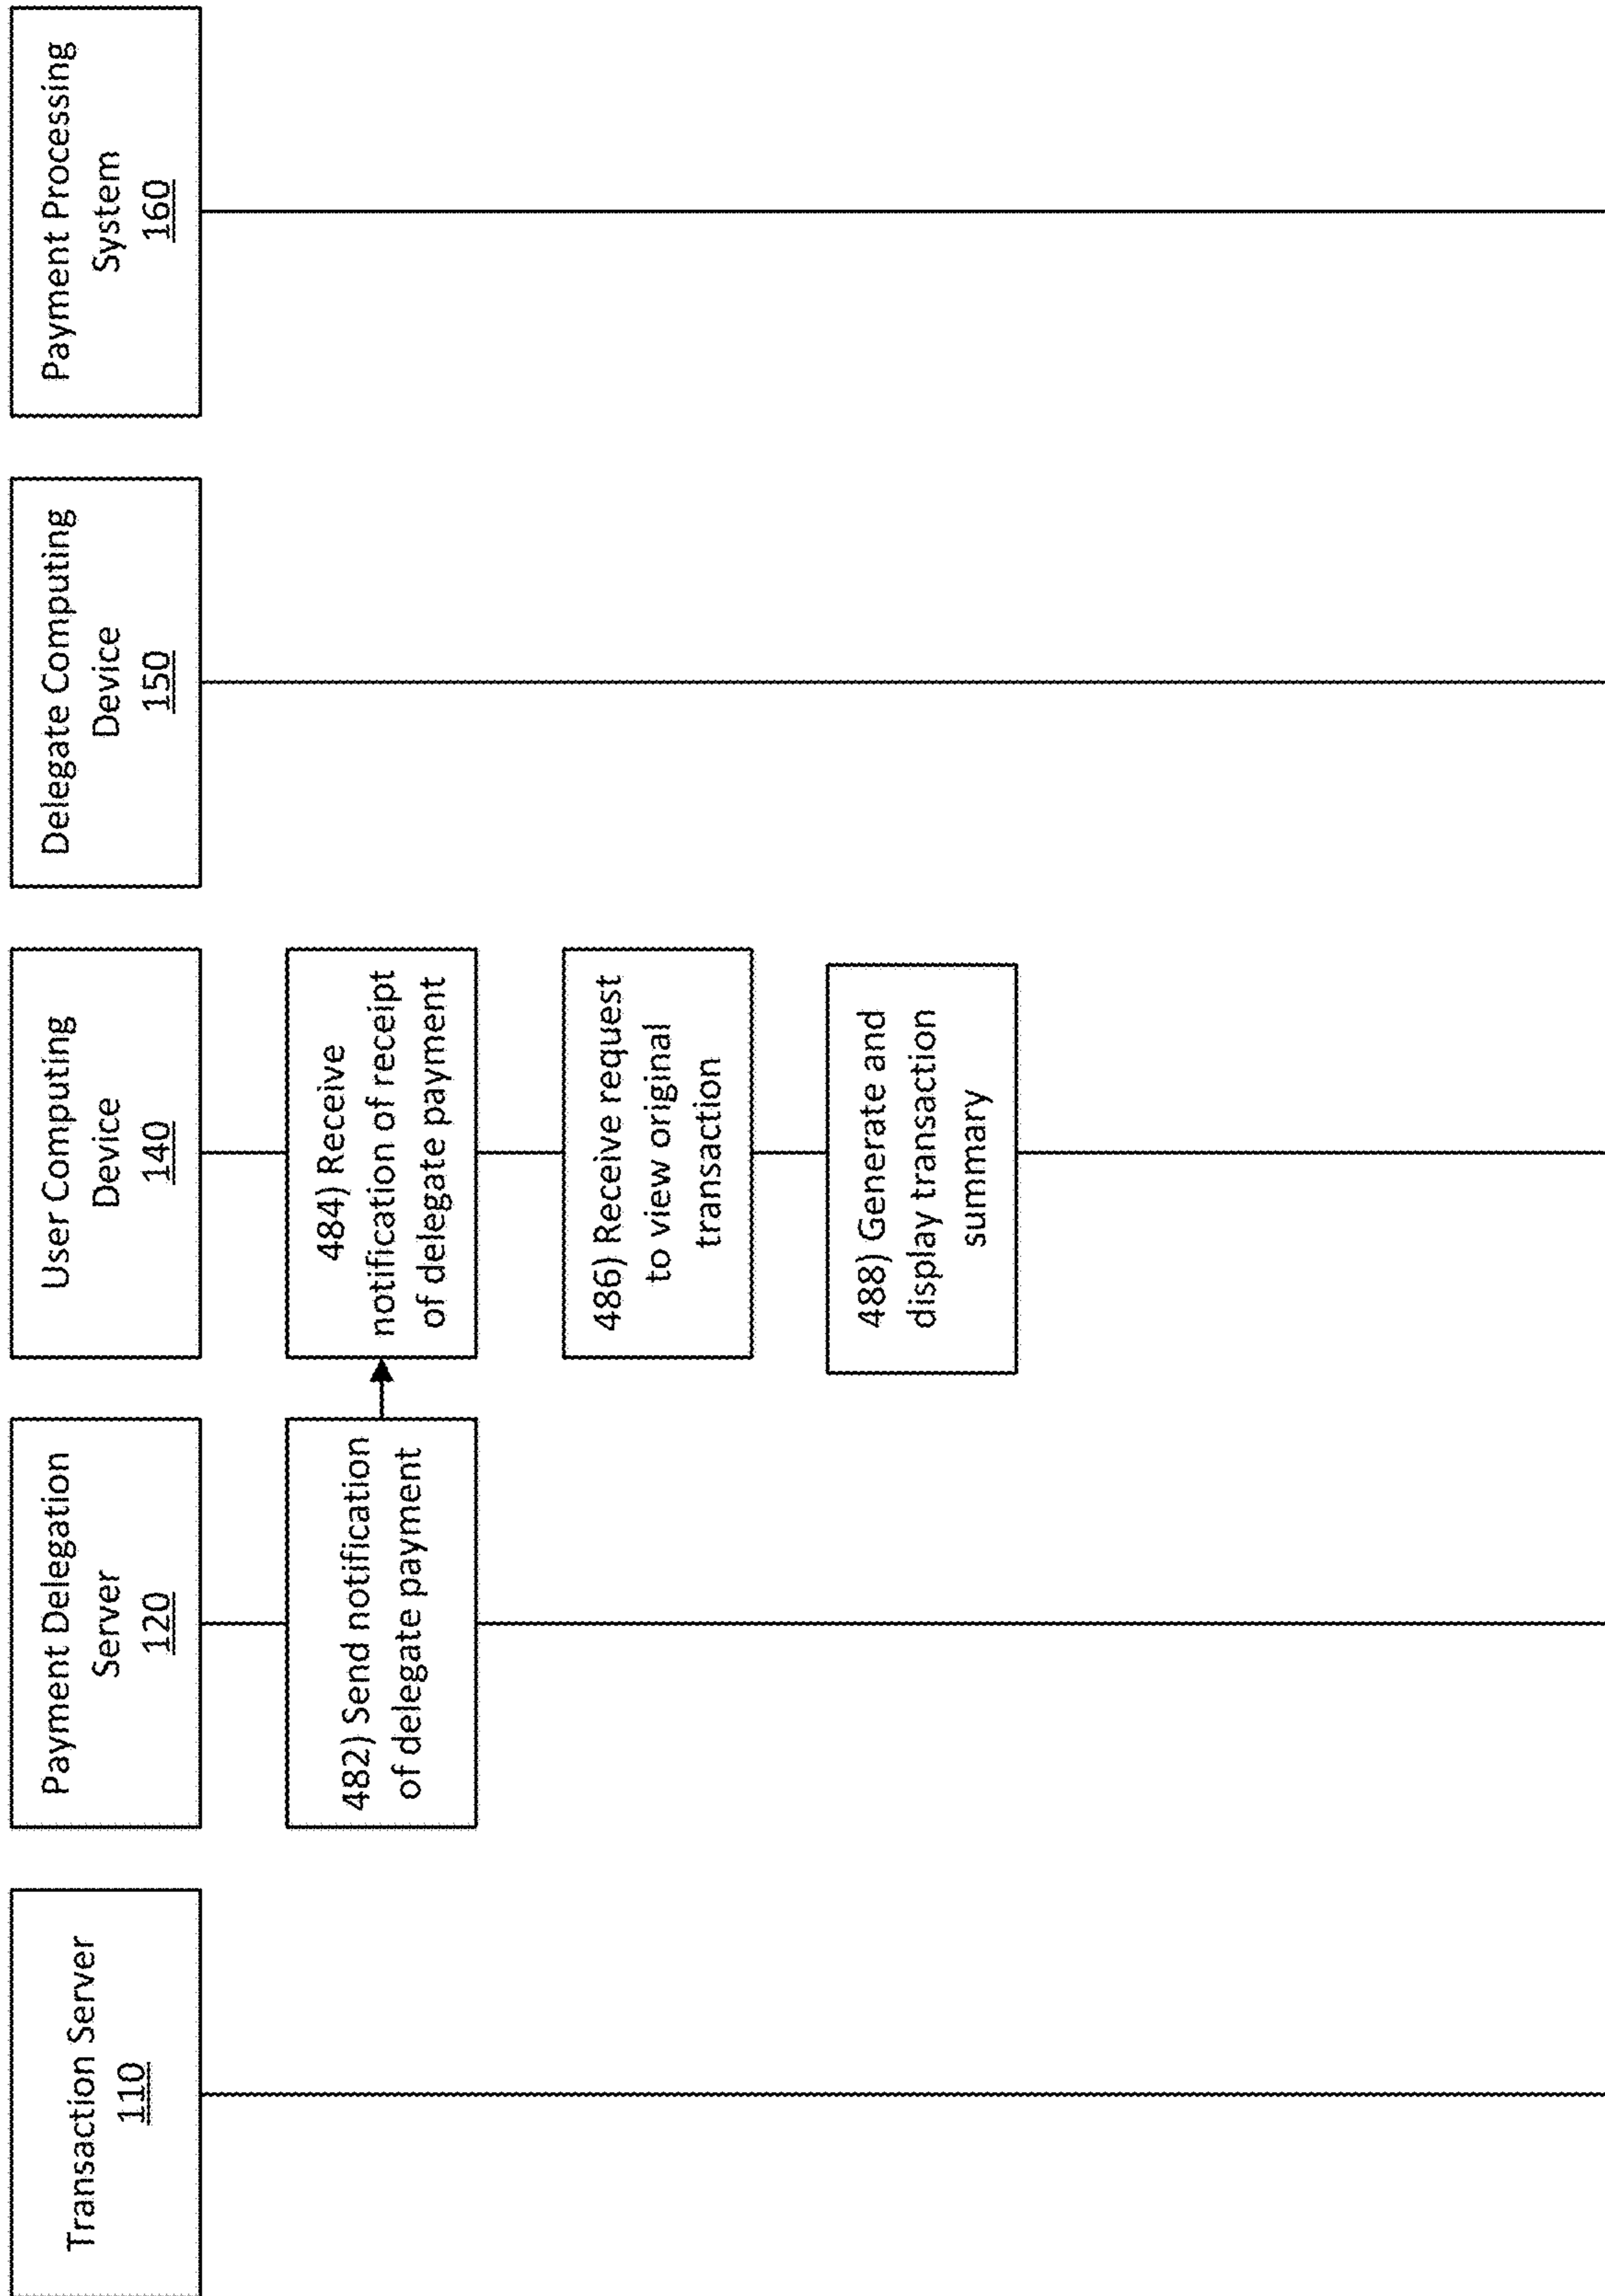 Transaction Server
110
Payment Delegation
Server
120
User Computing
Device
140
Delegate Computing
Device
150
Payment Processing
System
160
482) Send notification
of delegate payment
484) Receive
notification of receipt
of delegate payment
486) Receive request
to view original
transaction
488) Generate and
display transaction
summary